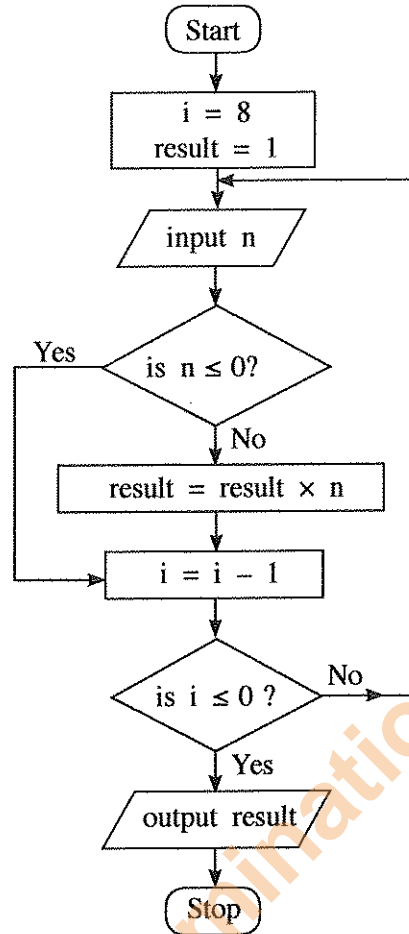 Start
i = 8
result = 1
input n
is n ≤ 0?
Yes
No
result = result × n
i = i – 1
is i ≤ 0 ?
No
Yes
output result
Stop